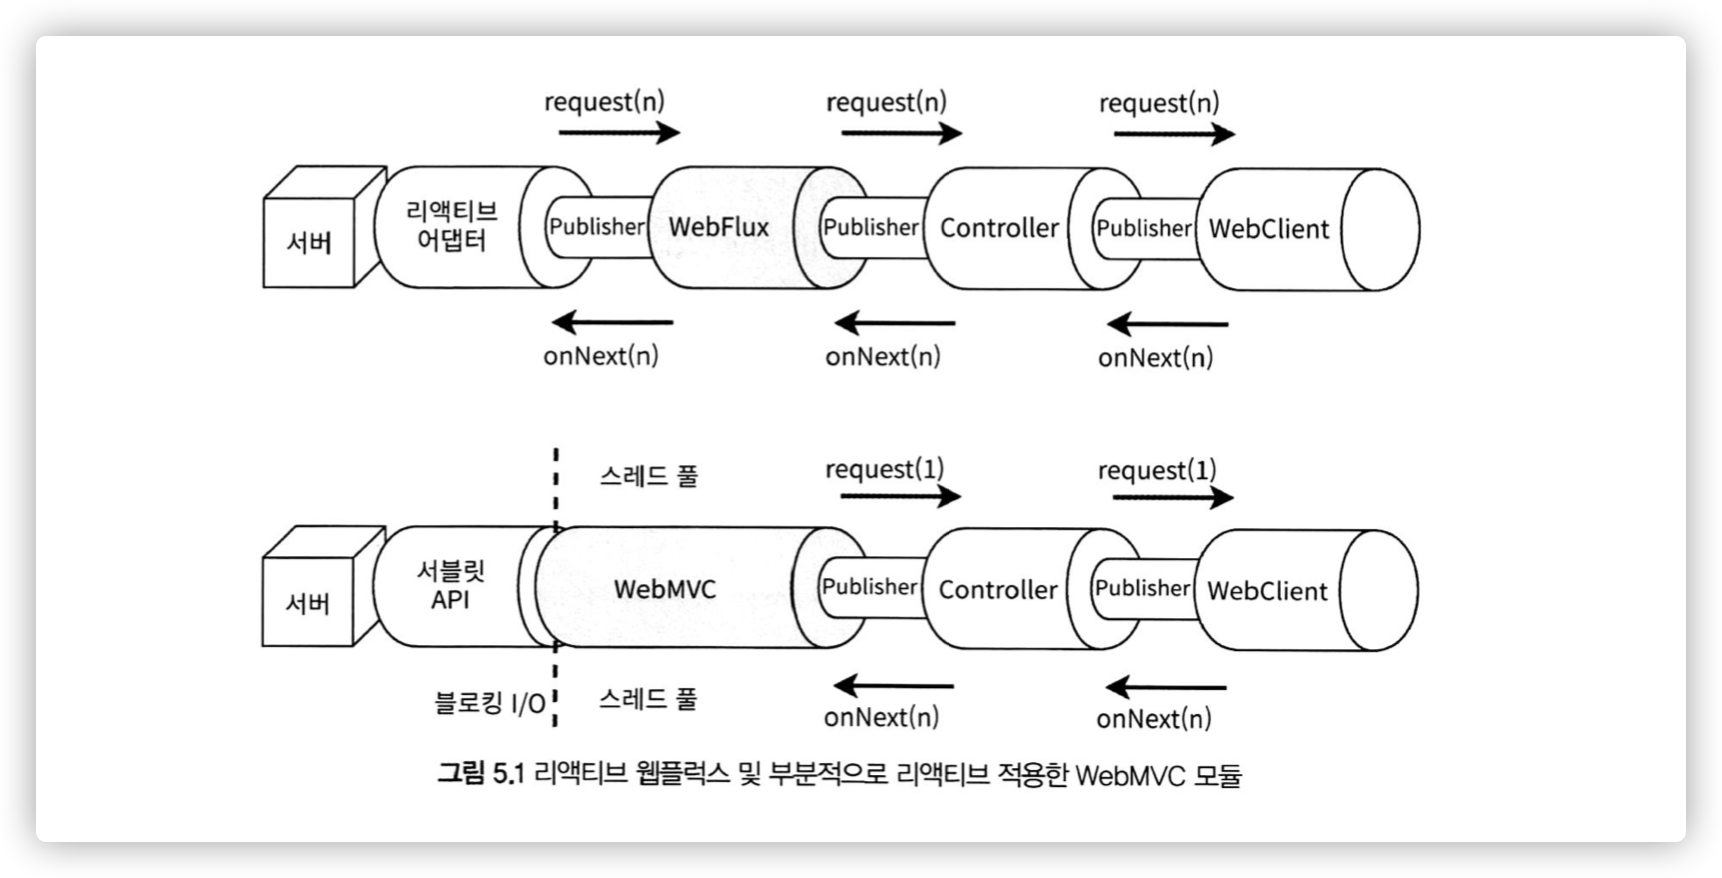 request(n) request(n) request(n)
서버 리액티브 어댑터 Publisher WebFlux Publisher Controller Publisher WebClient
onNext(n) onNext(n) onNext(n)
스레드 풀 request(1) request(1)
서버 서블릿 API WebMVC Publisher Controller Publisher WebClient
블로킹 I/O 스레드 풀 onNext(n) onNext(n)
그림 5.1 리액티브 웹플럭스 및 부분적으로 리액티브 적용한 WebMVC 모듈